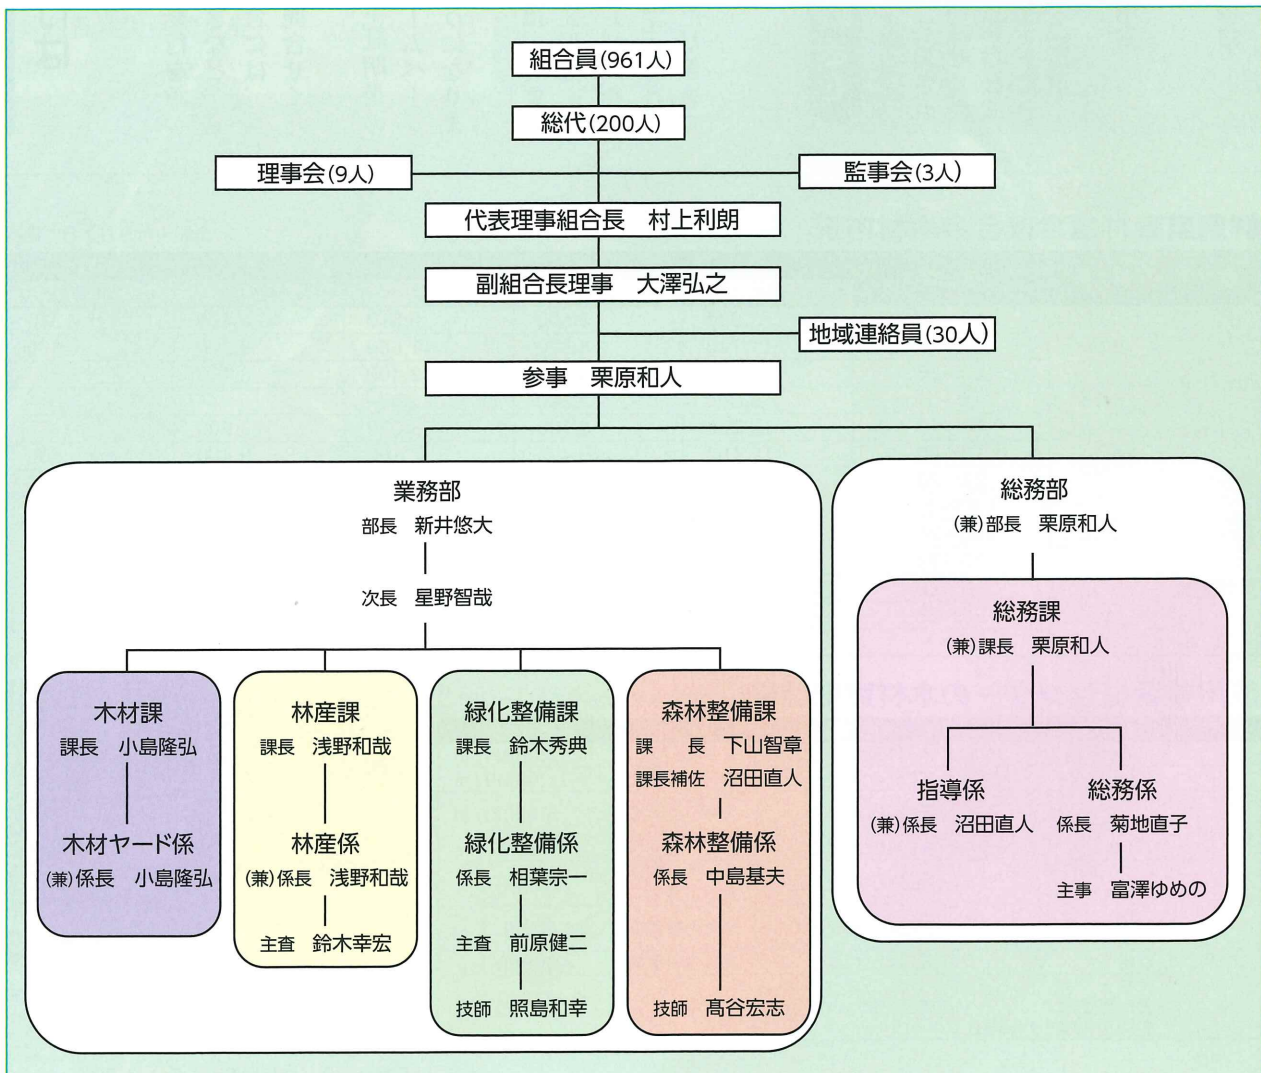 組合員(961人)
総代(200人)
理事会(9人)
監事会(3人)
代表理事組合長　村上利朗
副組合長理事　大澤弘之
地域連絡員(30人)
参事　栗原和人
業務部
部長　新井悠大
次長　星野智哉
木材課
課長　小島隆弘
木材ヤード係
(兼)係長　小島隆弘
林産課
課長　浅野和哉
林産係
(兼)係長　浅野和哉
主査　鈴木幸宏
緑化整備課
課長　鈴木秀典
緑化整備係
係長　相葉宗一
主査　前原健二
技師　照島和幸
森林整備課
課　　長　下山智章
課長補佐　沼田直人
森林整備係
係長　中島基夫
技師　髙谷宏志
総務部
(兼)部長　栗原和人
総務課
(兼)課長　栗原和人
指導係
(兼)係長　沼田直人
総務係
係長　菊地直子
主事　富澤ゆめの